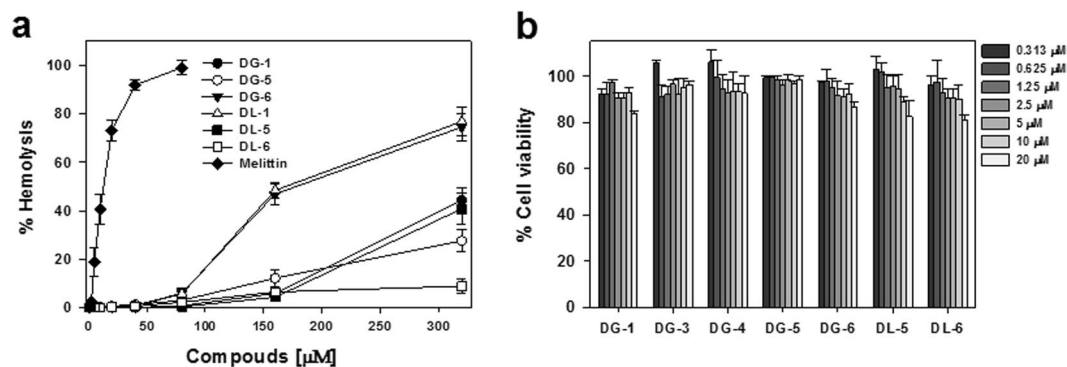 a
% Hemolysis
100
80
60
40
20
0
0
50
100
150
200
250
300
Compouds [µM]
DG-1
DG-5
DG-6
DL-1
DL-5
DL-6
Melittin
b
% Cell viability
100
80
60
40
20
0
DG-1 DG-3 DG-4 DG-5 DG-6 DL-5 DL-6
0.313 µM
0.625 µM
1.25 µM
2.5 µM
5 µM
10 µM
20 µM